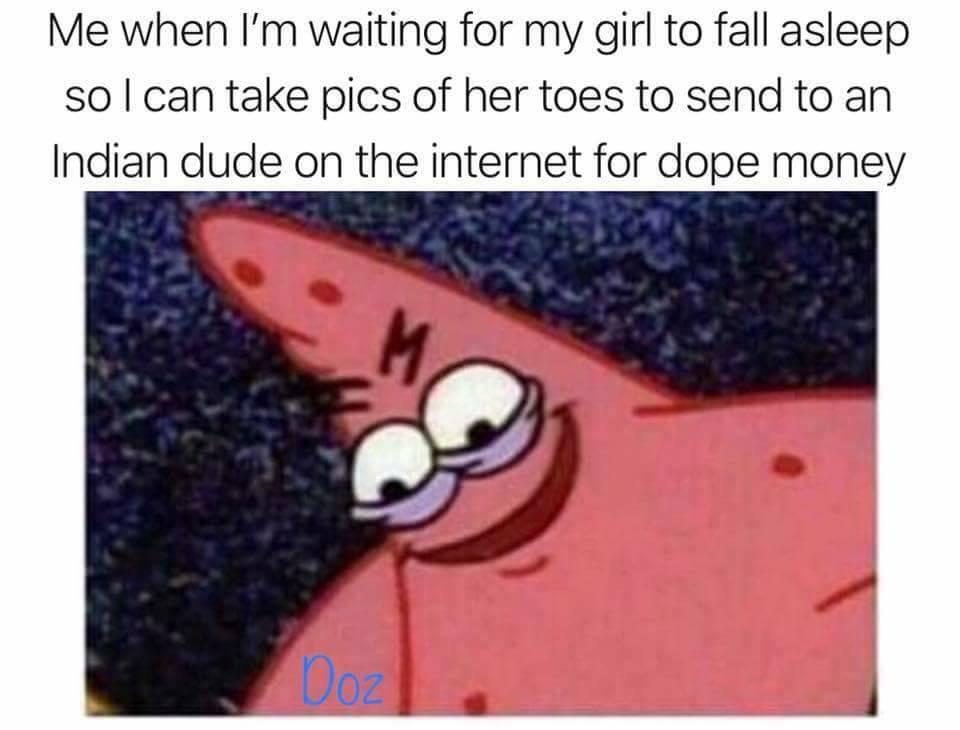 Me when I'm waiting for my girl to fall asleep
so I can take pics of her toes to send to an
Indian dude on the internet for dope money
Doz